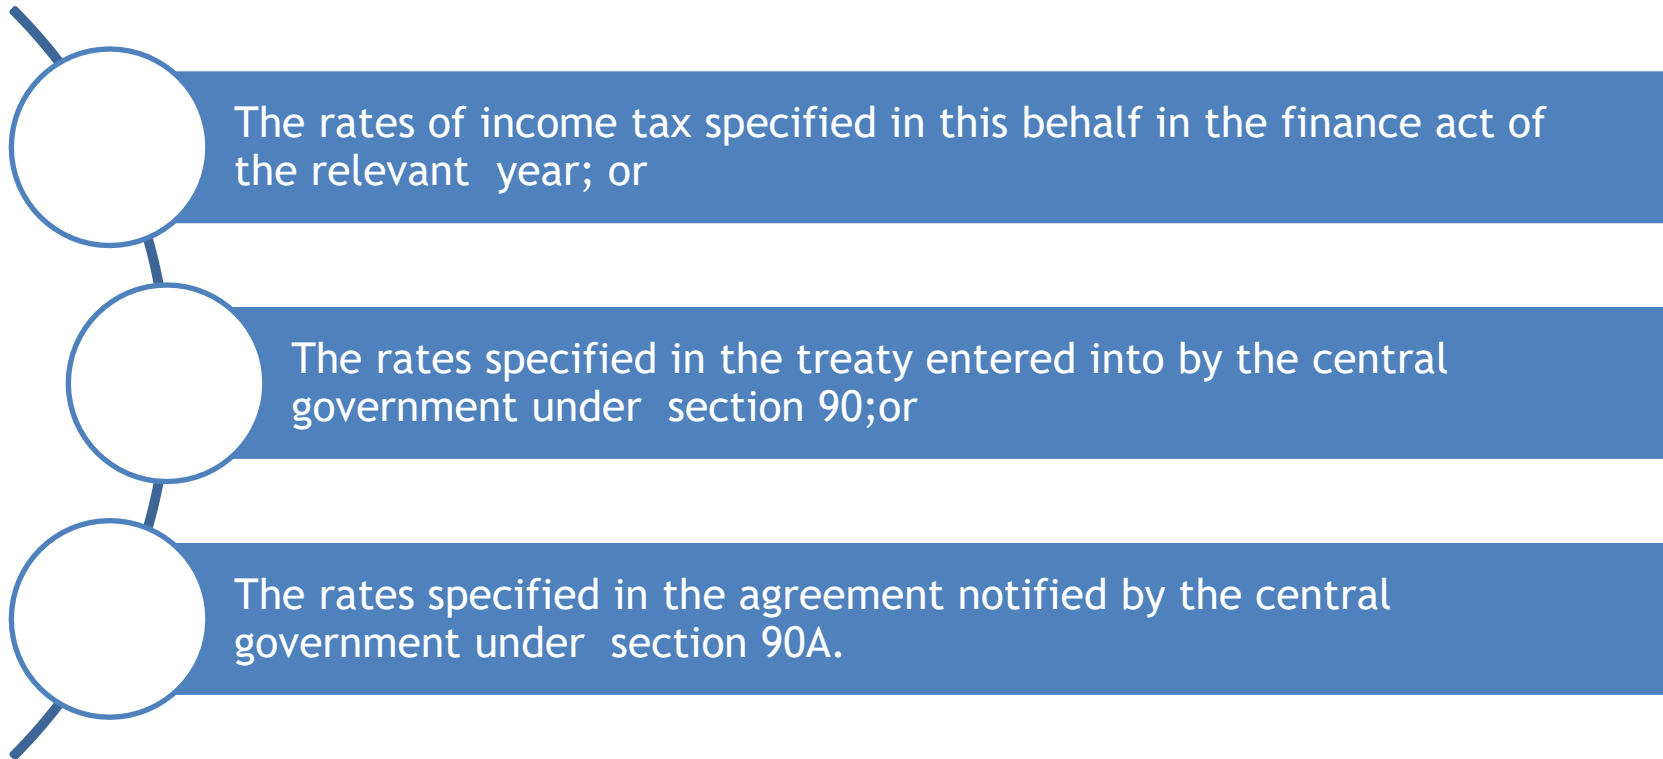 The rates of income tax specified in this behalf in the finance act of
the relevant  year; or
The rates specified in the treaty entered into by the central
government under  section 90;or
The rates specified in the agreement notified by the central
government under  section 90A.